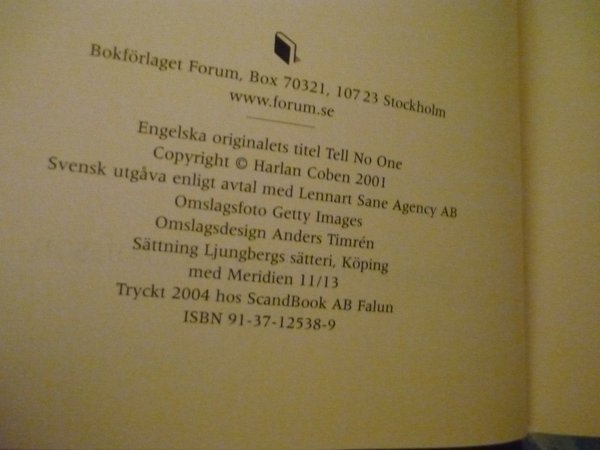 Bokförlaget Forum, Box 70321, 107 23 Stockholm
www.forum.se
Engelska originalets titel Tell No One
Copyright © Harlan Coben 2001
Svensk utgåva enligt avtal med Lennart Sane Agency AB
Omslagsfoto Getty Images
Omslagsdesign Anders Timrén
Sättning Ljungbergs sätteri, Köping
med Meridien 11/13
Tryckt 2004 hos ScandBook AB Falun
ISBN 91-37-12538-9